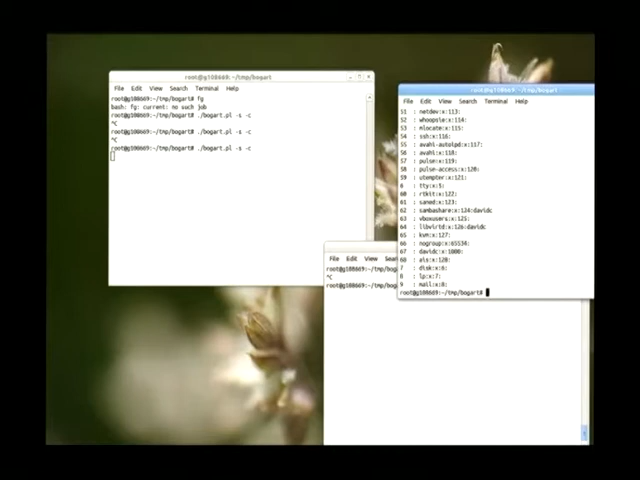 root@g108669:~/tmp/bogart
File Edit View Search Terminal Help
root@g108669:~/tmp/bogart# fg
bash: fg: current: no such job
root@g108669:~/tmp/bogart# ./bogart.pl -s -c
^C
root@g108669:~/tmp/bogart# ./bogart.pl -s -c
^C
root@g108669:~/tmp/bogart# ./bogart.pl -s -c
root@g108669:~/tmp/bogart
File Edit View Search Terminal Help
51 : netdev:x:113:
52 : whoopsie:x:114:
53 : mlocate:x:115:
54 : ssh:x:116:
55 : avahi-autoipd:x:117:
56 : avahi:x:118:
57 : pulse:x:119:
58 : pulse-access:x:120:
59 : utempter:x:121:
6 : tty:x:5:
60 : rtkit:x:122:
61 : saned:x:123:
62 : sambashare:x:124:davidc
63 : vboxusers:x:125:
64 : libvirtd:x:126:davidc
65 : kvm:x:127:
66 : nogroup:x:65534:
67 : davidc:x:1000:
68 : als:x:128:
7 : disk:x:6:
8 : lp:x:7:
9 : mail:x:8:
root@g108669:~/tmp/bogart#
File Edit View Sea
root@g108669:~/tmp/bog
^C
root@g108669:~/tmp/bog